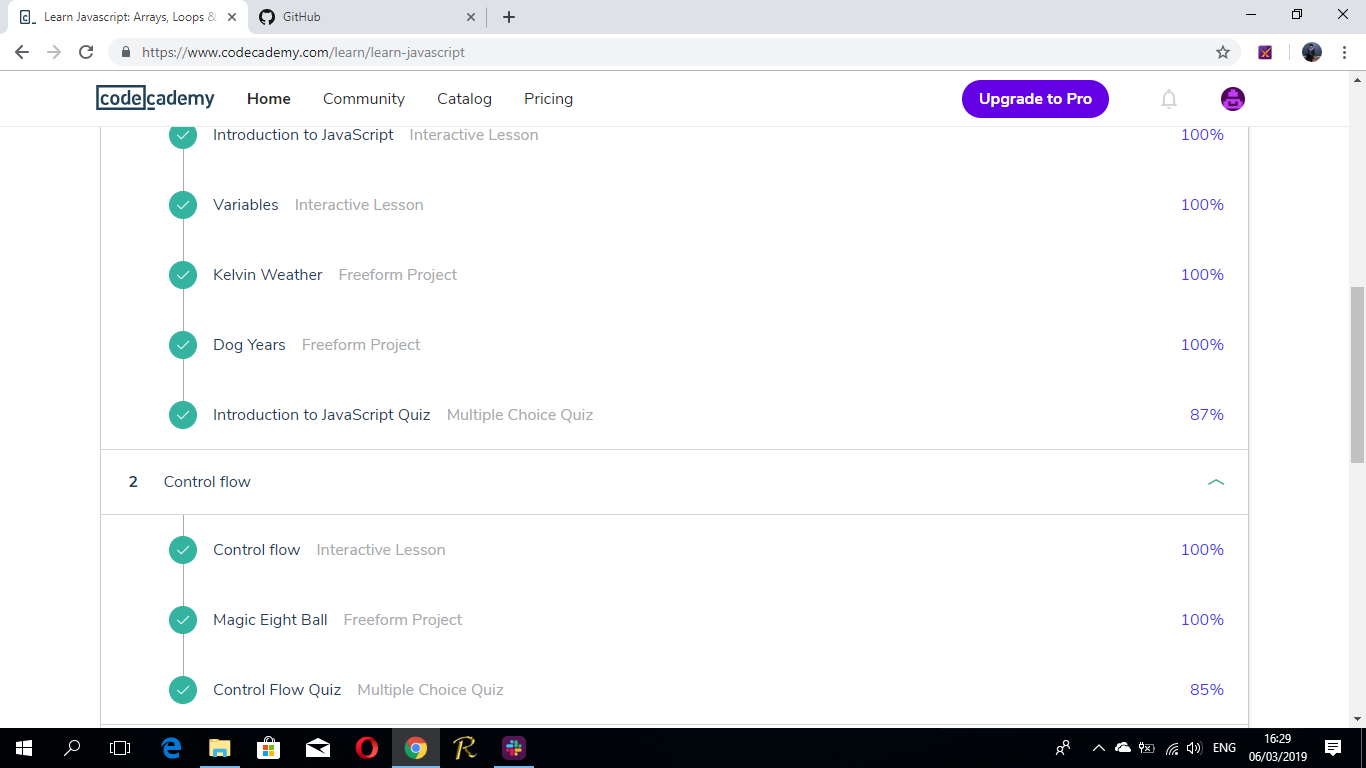 Learn Javascript: Arrays, Loops &
GitHub
https://www.codecademy.com/learn/learn-javascript
codecademy Home Community Catalog Pricing Upgrade to Pro
Introduction to JavaScript Interactive Lesson 100%
Variables Interactive Lesson 100%
Kelvin Weather Freeform Project 100%
Dog Years Freeform Project 100%
Introduction to JavaScript Quiz Multiple Choice Quiz 87%
2 Control flow
Control flow Interactive Lesson 100%
Magic Eight Ball Freeform Project 100%
Control Flow Quiz Multiple Choice Quiz 85%
ENG
16:29
06/03/2019